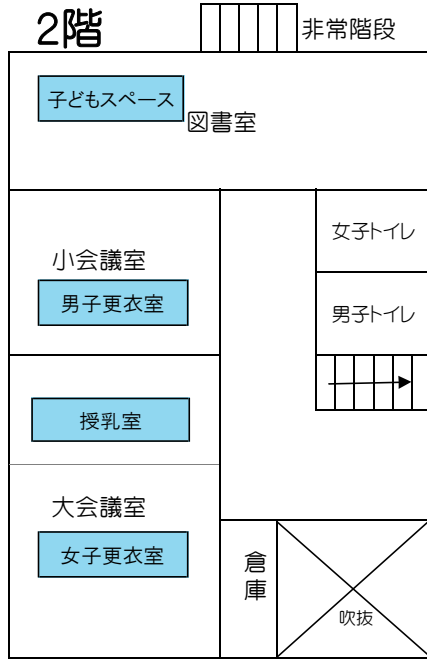 2階
非常階段
子どもスペース
図書室
女子トイレ
小会議室
男子更衣室
男子トイレ
授乳室
大会議室
女子更衣室
倉庫
吹抜